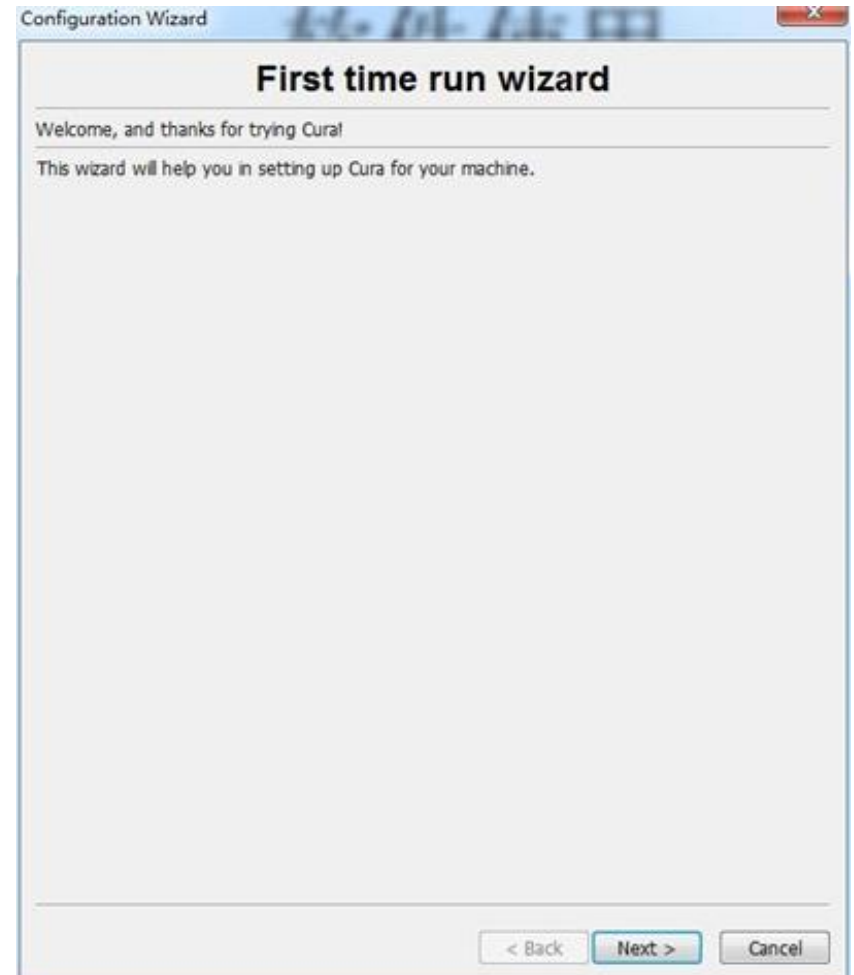 Configuration Wizard
First time run wizard
Welcome, and thanks for trying Cura!
This wizard will help you in setting up Cura for your machine.
< Back Next > Cancel